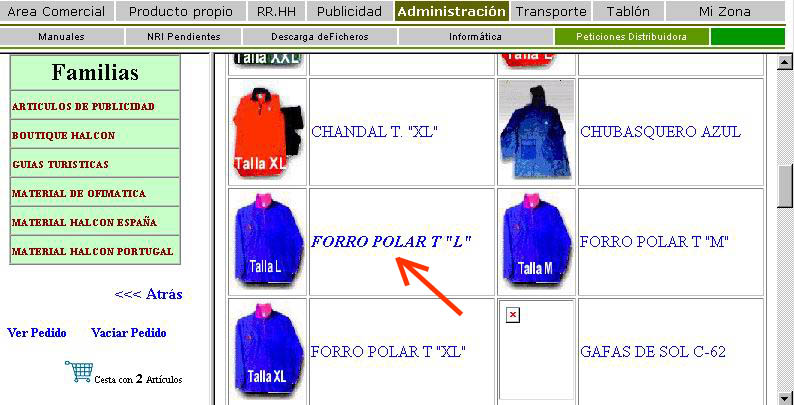 Area Comercial Producto propio RR.HH Publicidad Administración Transporte Tablón Mi Zona
Manuales NRI Pendientes Descarga deFicheros Informática Peticiones Distribuidora
Familias
ARTICULOS DE PUBLICIDAD
BOUTIQUE HALCON
GUIAS TURISTICAS
MATERIAL DE OFIMATICA
MATERIAL HALCON ESPAÑA
MATERIAL HALCON PORTUGAL
<<< Atrás
Ver Pedido Vaciar Pedido
Cesta con 2 Artículos
Talla XXL
Talla XL
CHANDAL T. "XL"
CHUBASQUERO AZUL
Talla L
FORRO POLAR T "L"
Talla M
FORRO POLAR T "M"
Talla XL
FORRO POLAR T "XL"
GAFAS DE SOL C-62